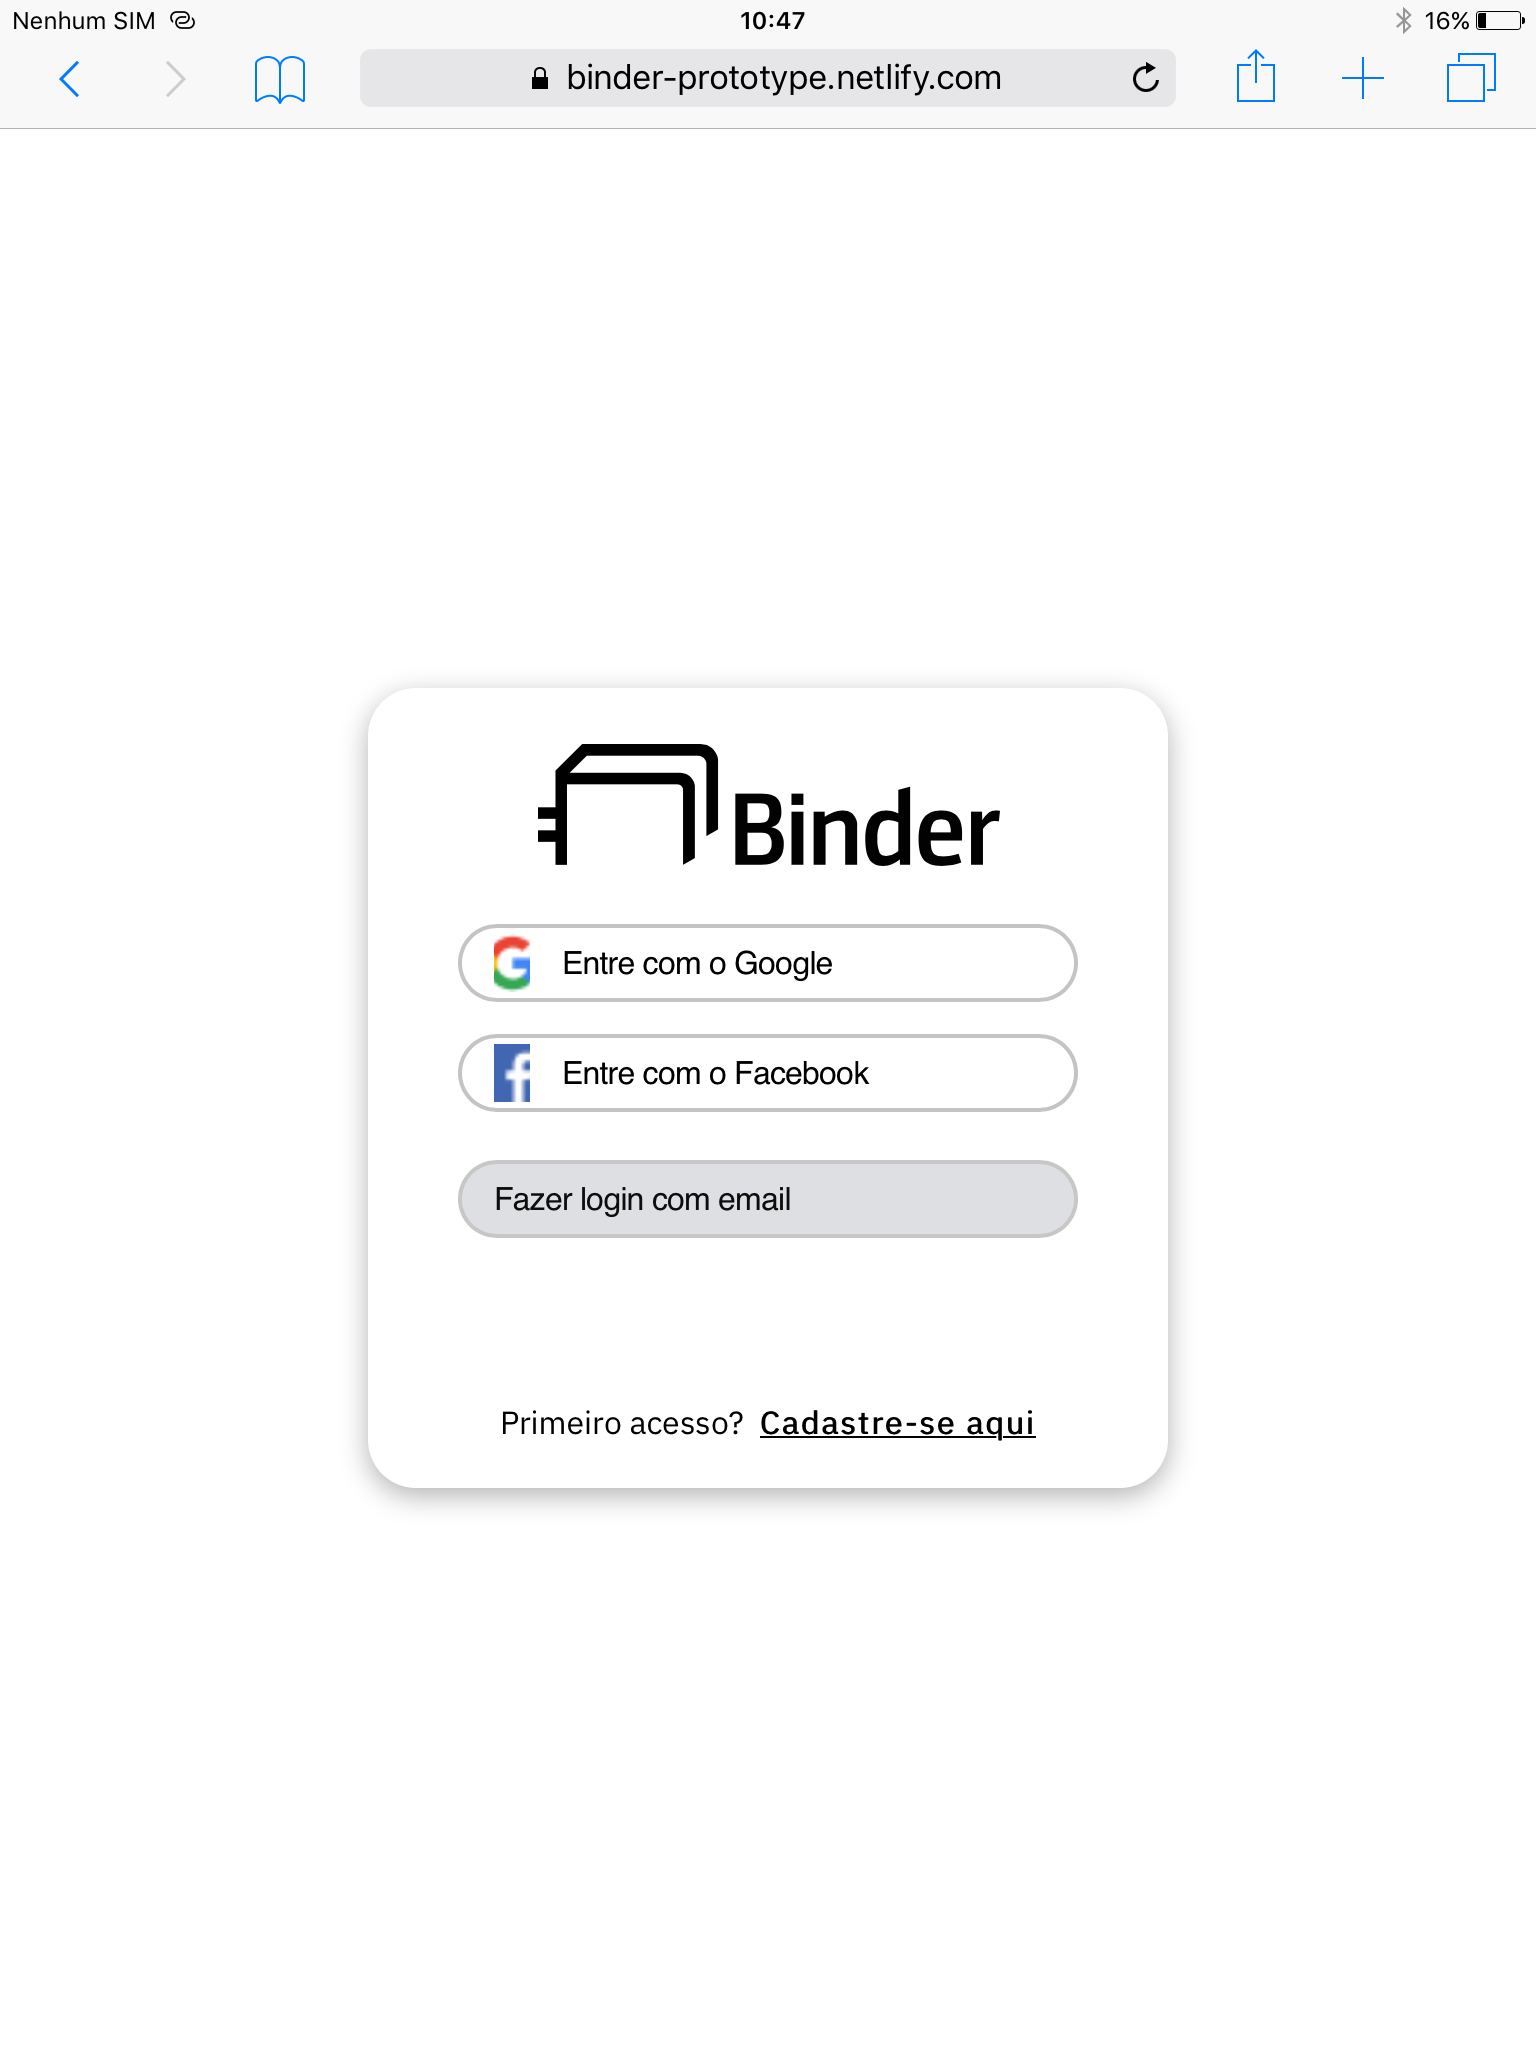 Nenhum SIM
10:47
16%
binder-prototype.netlify.com
Binder
Entre com o Google
Entre com o Facebook
Fazer login com email
Primeiro acesso? Cadastre-se aqui